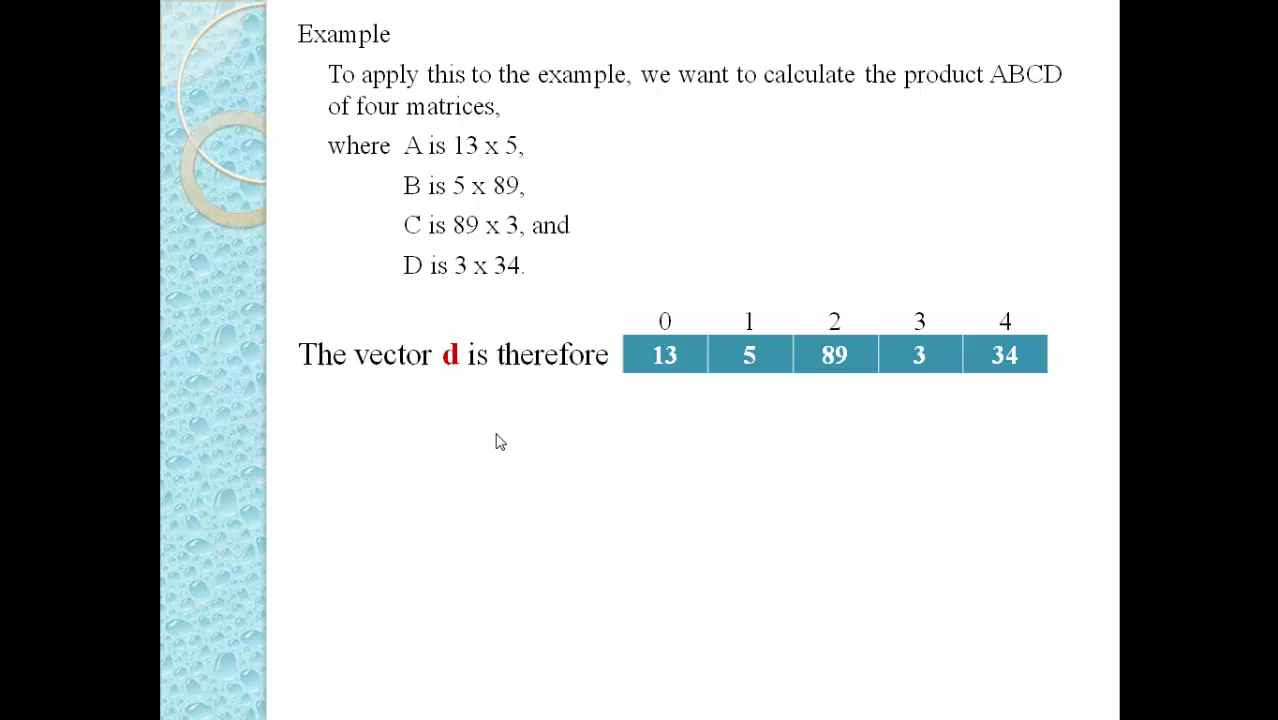 Example
To apply this to the example, we want to calculate the product ABCD
of four matrices,
where A is 13 x 5,
B is 5 x 89,
C is 89 x 3, and
D is 3 x 34.
0 1 2 3 4
The vector d is therefore 13 5 89 3 34